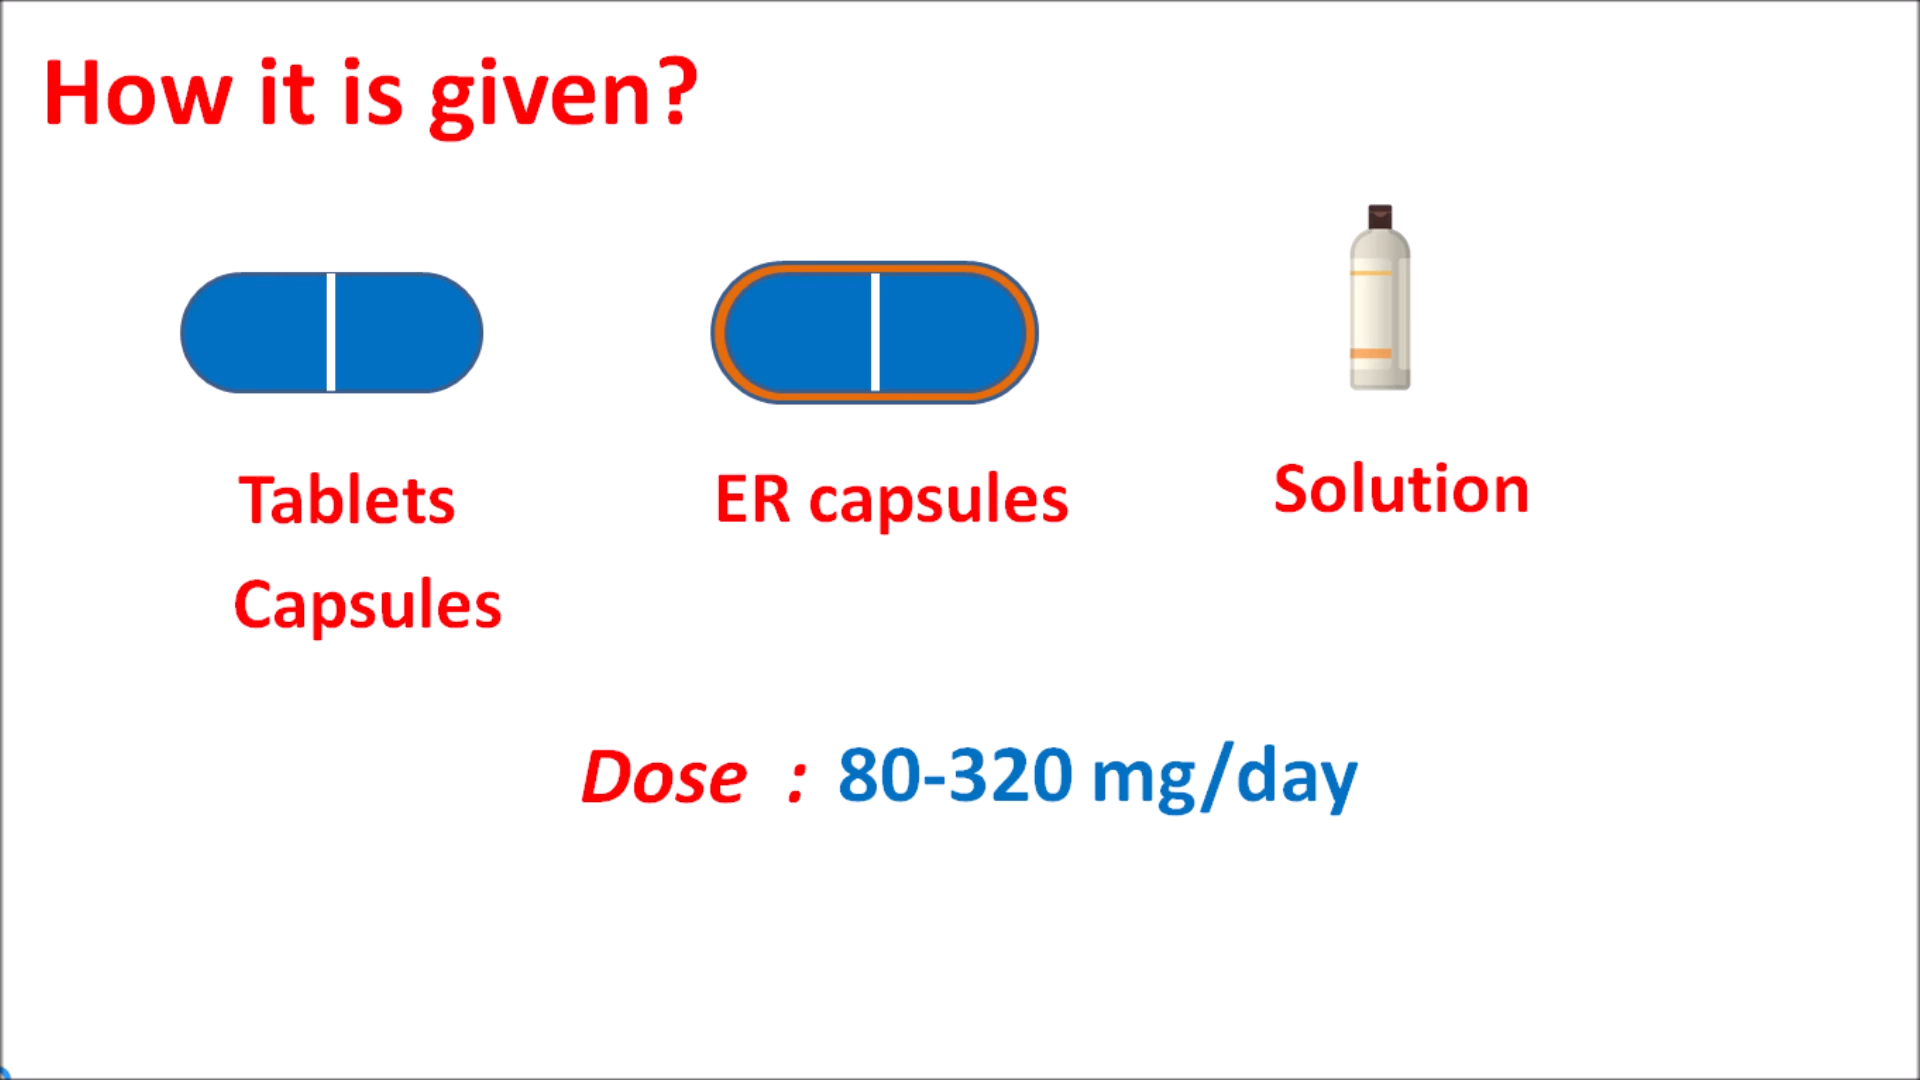 How it is given?
Tablets
Capsules
ER capsules
Solution
Dose : 80-320 mg/day